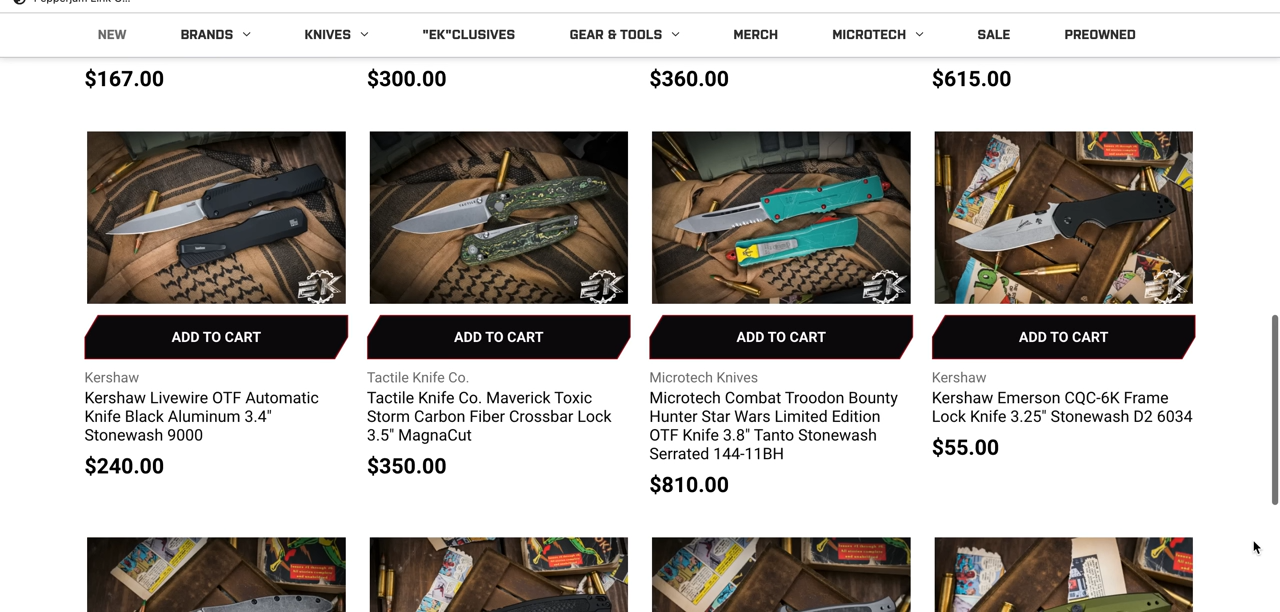 NEW BRANDS KNIVES "EK"CLUSIVES GEAR & TOOLS MERCH MICROTECH SALE PREOWNED
$167.00 $300.00 $360.00 $615.00
EK EK EK EK
ADD TO CART ADD TO CART ADD TO CART ADD TO CART
Kershaw
Kershaw Livewire OTF Automatic
Knife Black Aluminum 3.4"
Stonewash 9000
$240.00
Tactile Knife Co.
Tactile Knife Co. Maverick Toxic
Storm Carbon Fiber Crossbar Lock
3.5" MagnaCut
$350.00
Microtech Knives
Microtech Combat Troodon Bounty
Hunter Star Wars Limited Edition
OTF Knife 3.8" Tanto Stonewash
Serrated 144-11BH
$810.00
Kershaw
Kershaw Emerson CQC-6K Frame
Lock Knife 3.25" Stonewash D2 6034
$55.00